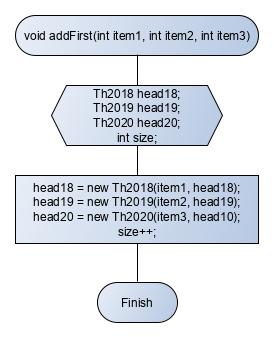 void addFirst(int item1, int item2, int item3)
Th2018 head18;
Th2019 head19;
Th2020 head20;
int size;
head18 = new Th2018(item1, head18);
head19 = new Th2019(item2, head19);
head20 = new Th2020(item3, head10);
size++;
Finish